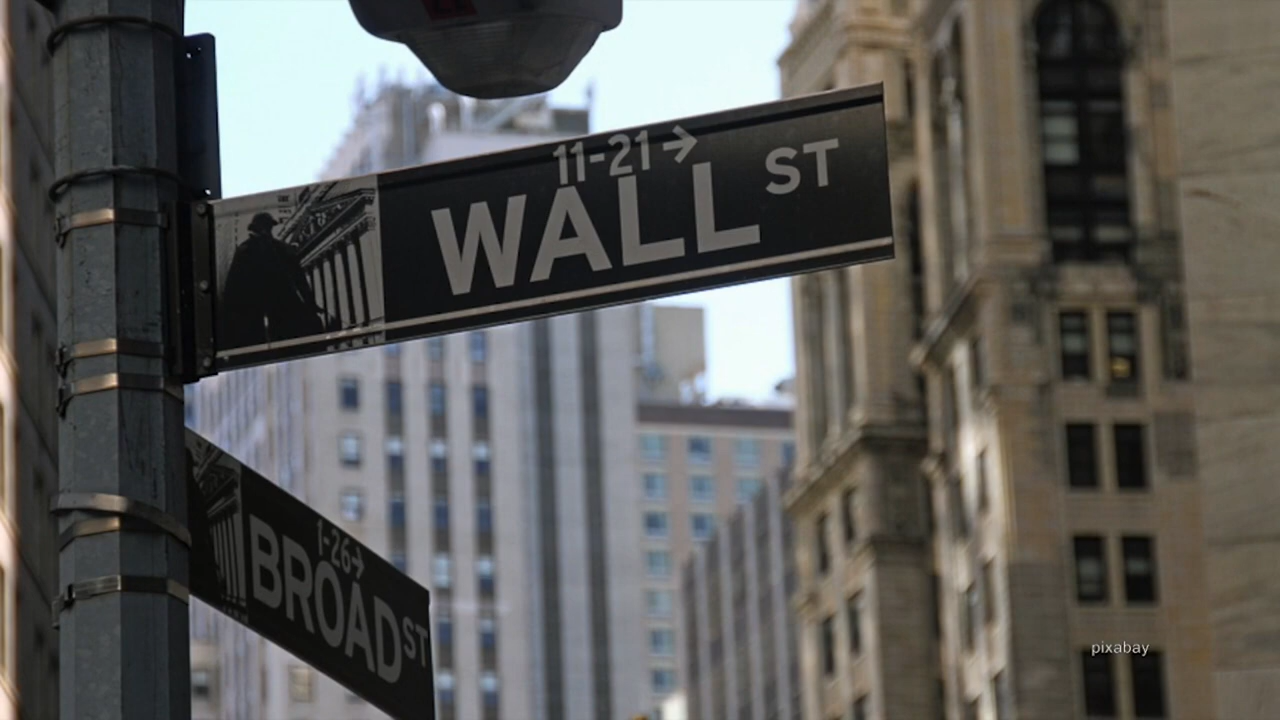 11-21→
WALL ST
1-26→
BROAD ST
pixabay